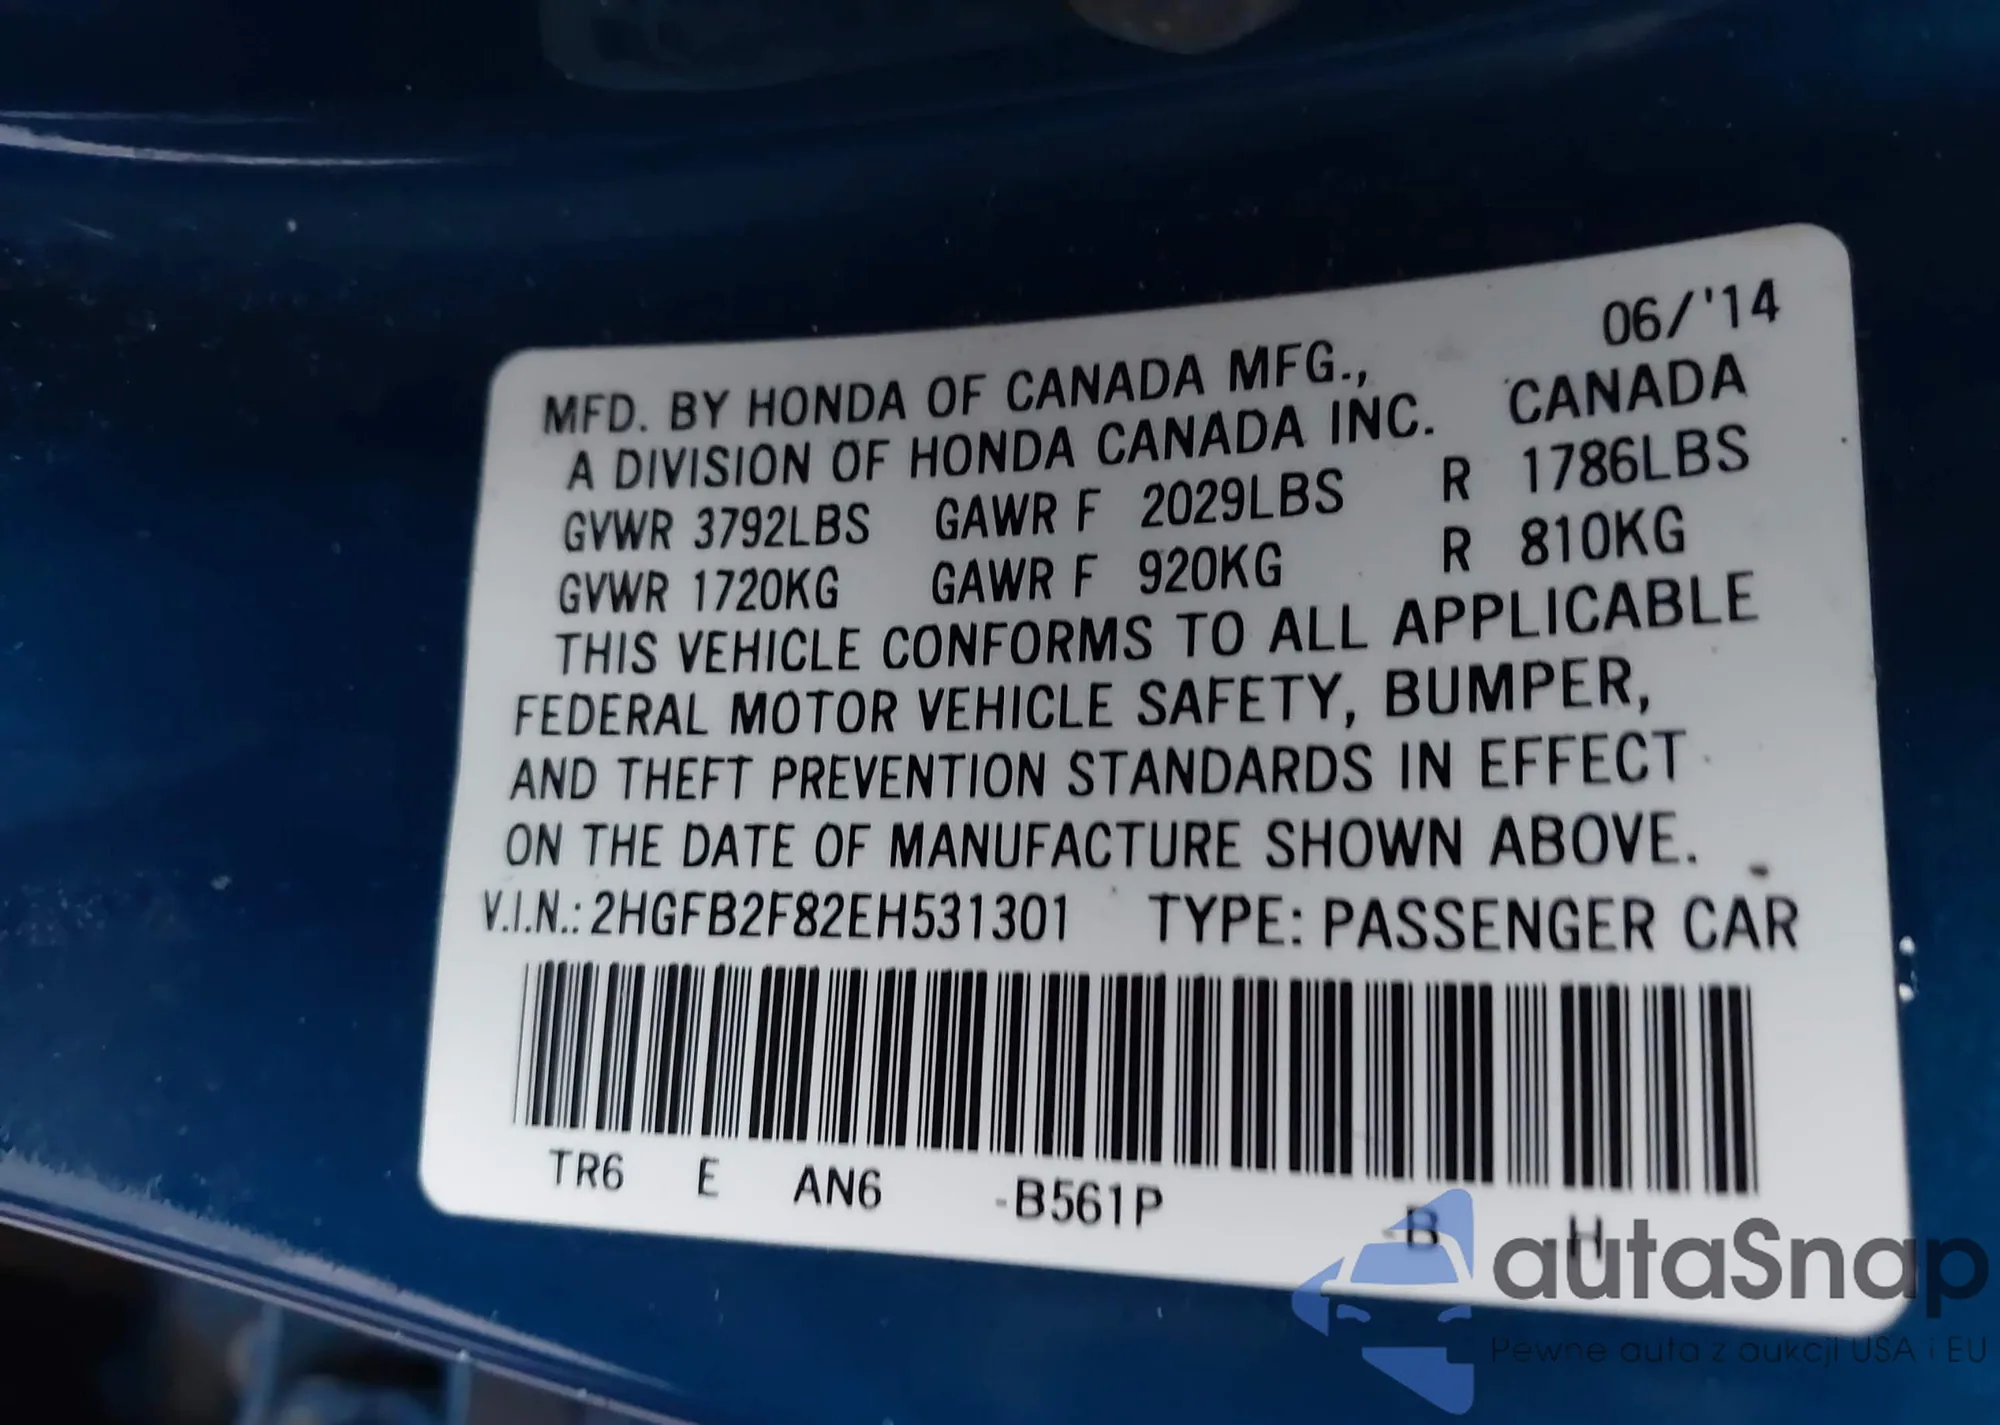 06/'14
MFD. BY HONDA OF CANADA MFG.,
A DIVISION OF HONDA CANADA INC. CANADA
GVWR 3792LBS GAWR F 2029LBS R 1786LBS
GVWR 1720KG GAWR F 920KG R 810KG
THIS VEHICLE CONFORMS TO ALL APPLICABLE
FEDERAL MOTOR VEHICLE SAFETY, BUMPER,
AND THEFT PREVENTION STANDARDS IN EFFECT
ON THE DATE OF MANUFACTURE SHOWN ABOVE.
V.I.N.: 2HGFB2F82EH531301 TYPE: PASSENGER CAR
TR6 E AN6 -B561P -B H
autaSnap
Pewne auta z aukcji USA i EU